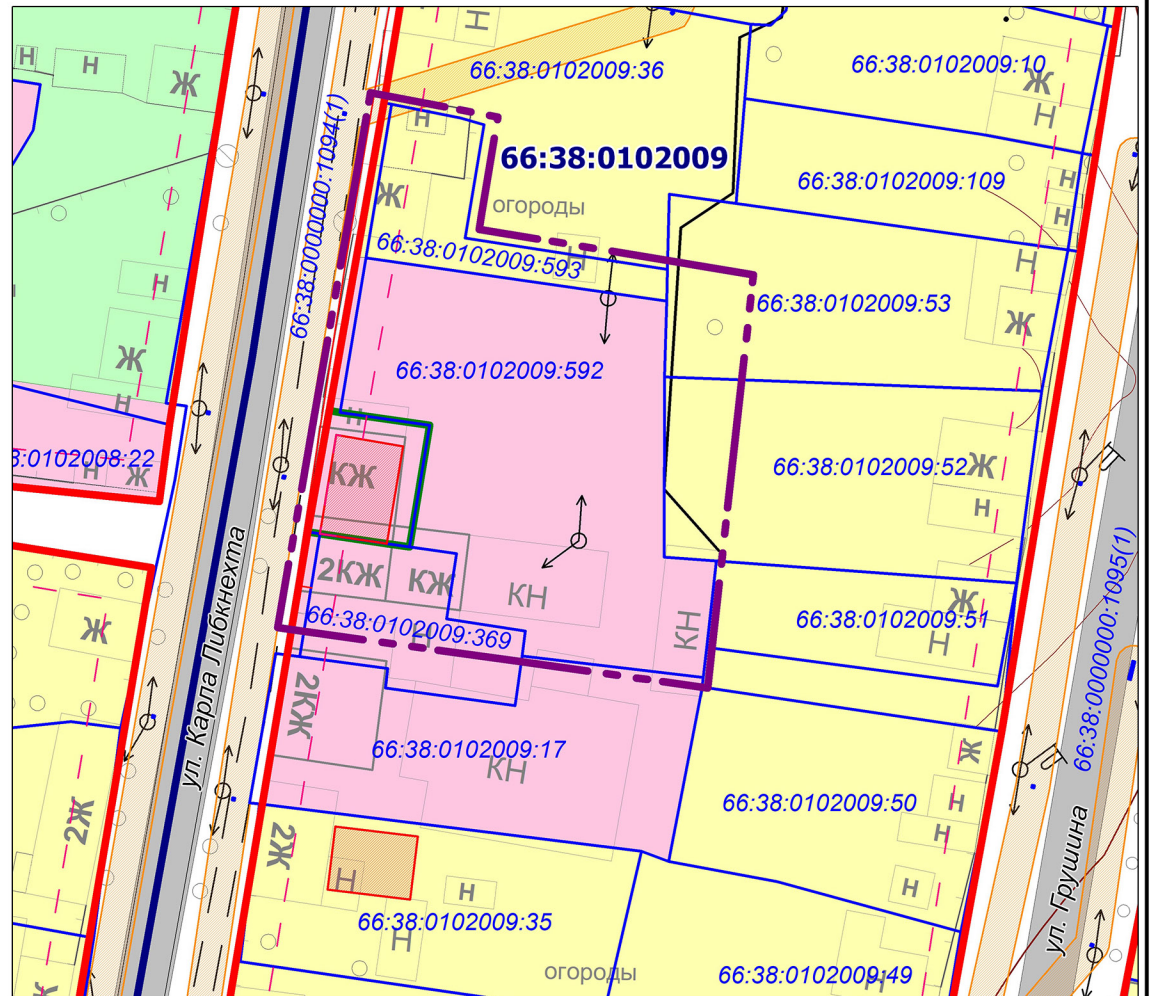 Н
Н
Н
Ж
66:38:0102009:36
66:38:0102009:10
Ж
Н
66:38:0000000:1094(1)
Н
66:38:0102009
66:38:0102009:109
Н
Н
Ж
огороды
66:38:0102009:593
Н
Н
Н
66:38:0102009:53
Ж
Ж
66:38:0102009:592
Н
Н
3:0102008:22
Н
Ж
КЖ
66:38:0102009:52
Ж
Н
2КЖ
КЖ
КН
КН
66:38:0102009:369
Н
66:38:0102009:51
Ж
Н
Ж
ул. Карла Либкнехта
66:38:0000000:1095(1)
2КЖ
66:38:0102009:17
КН
Ж
66:38:0102009:50
Н
Н
Н
2Ж
2Ж
Н
Н
66:38:0102009:35
Н
ул. Грушина
огороды
66:38:0102009:49
Н
Ж